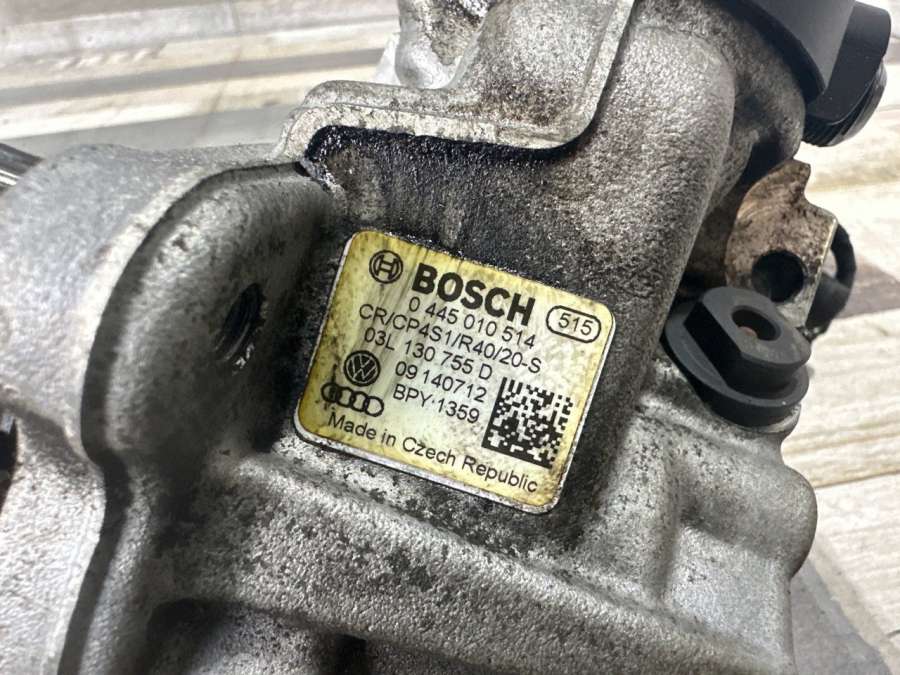 BOSCH
0 445 010 514
515
CR/CP4S1/R40/20-S
03L 130 755 D
09 140712
BPY·1359
Made in Czech Republic